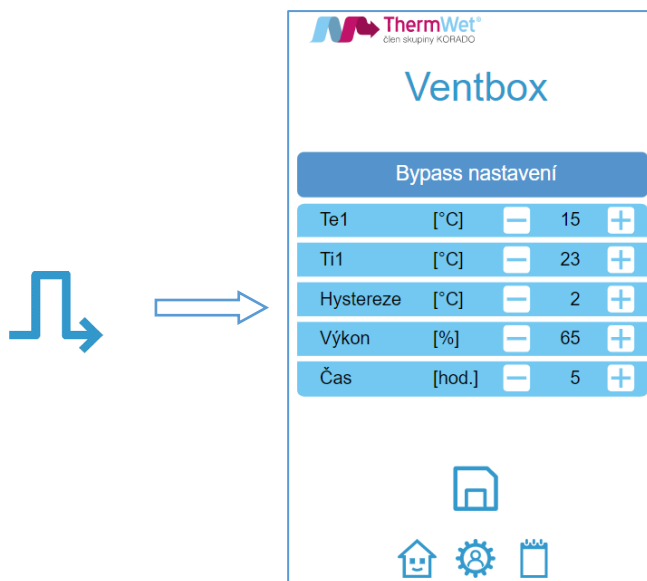 ThermWet®
člen skupiny KORADO
Ventbox
Bypass nastavení
Te1 [°C] 15
Ti1 [°C] 23
Hystereze [°C] 2
Výkon [%] 65
Čas [hod.] 5